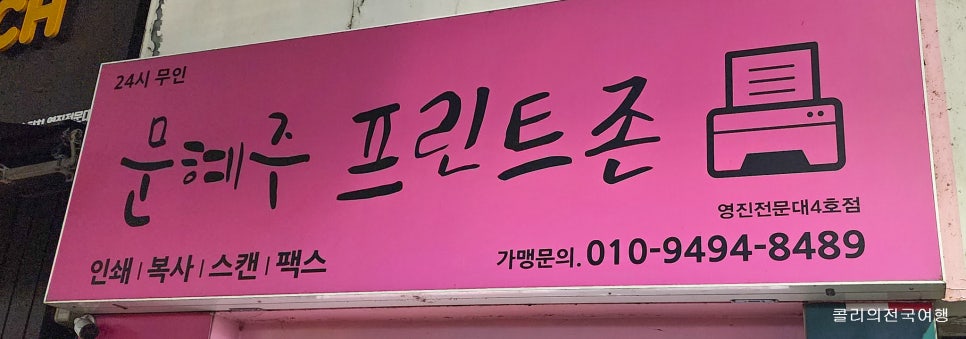 CH
24시 무인
문혜주 프린트존
영진전문대4호점
인쇄 | 복사 | 스캔 | 팩스
가맹문의. 010-9494-8489
콜리의전국여행